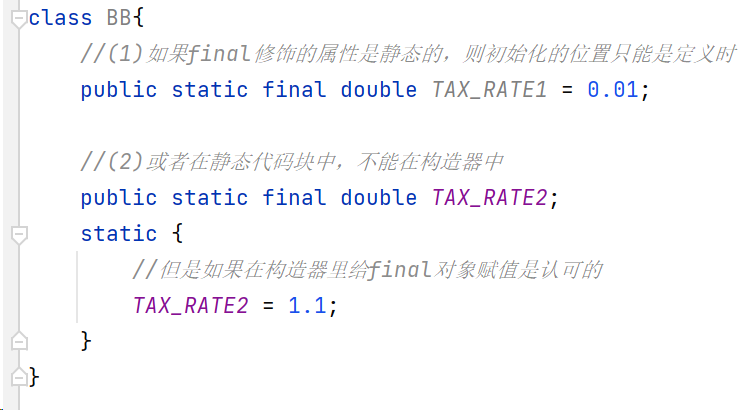 class BB{
//(1)如果final修饰的属性是静态的，则初始化的位置只能是定义时
public static final double TAX_RATE1 = 0.01;
//(2)或者在静态代码块中，不能在构造器中
public static final double TAX_RATE2;
static {
//但是如果在构造器里给final对象赋值是认可的
TAX_RATE2 = 1.1;
}
}